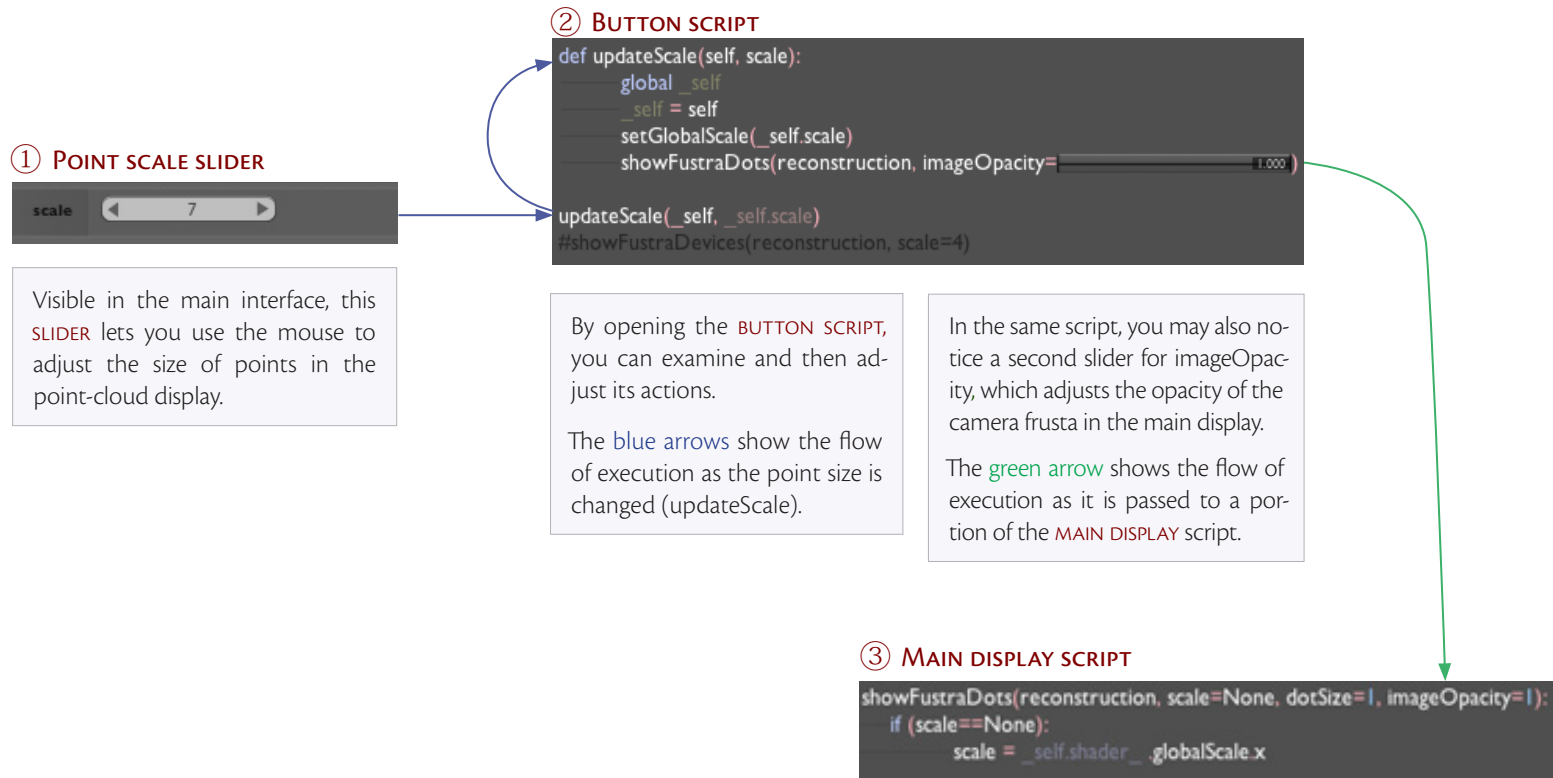 ② BUTTON SCRIPT
def updateScale(self, scale):
global _self
_self = self
setGlobalScale(_self.scale)
showFustraDots(reconstruction, imageOpacity= 1.000 )
updateScale(_self, _self.scale)
#showFustraDevices(reconstruction, scale=4)
① POINT SCALE SLIDER
scale 7
Visible in the main interface, this
SLIDER lets you use the mouse to
adjust the size of points in the
point-cloud display.
By opening the BUTTON SCRIPT,
you can examine and then ad-
just its actions.
The blue arrows show the flow
of execution as the point size is
changed (updateScale).
In the same script, you may also no-
tice a second slider for imageOpac-
ity, which adjusts the opacity of the
camera frusta in the main display.
The green arrow shows the flow of
execution as it is passed to a por-
tion of the MAIN DISPLAY script.
③ MAIN DISPLAY SCRIPT
showFustraDots(reconstruction, scale=None, dotSize=1, imageOpacity=1):
if (scale==None):
scale = _self.shader_ .globalScale.x